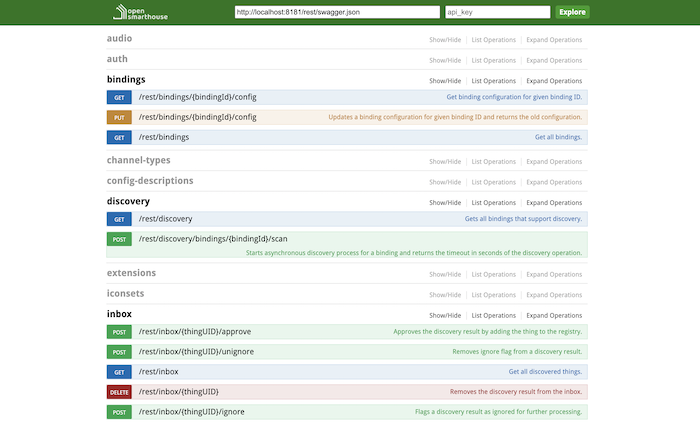 open
smarthouse
http://localhost:8181/rest/swagger.json
api_key
Explore
audio Show/Hide List Operations Expand Operations
auth Show/Hide List Operations Expand Operations
bindings Show/Hide List Operations Expand Operations
GET /rest/bindings/{bindingId}/config Get binding configuration for given binding ID.
PUT /rest/bindings/{bindingId}/config Updates a binding configuration for given binding ID and returns the old configuration.
GET /rest/bindings Get all bindings.
channel-types Show/Hide List Operations Expand Operations
config-descriptions Show/Hide List Operations Expand Operations
discovery Show/Hide List Operations Expand Operations
GET /rest/discovery Gets all bindings that support discovery.
POST /rest/discovery/bindings/{bindingId}/scan
Starts asynchronous discovery process for a binding and returns the timeout in seconds of the discovery operation.
extensions Show/Hide List Operations Expand Operations
iconsets Show/Hide List Operations Expand Operations
inbox Show/Hide List Operations Expand Operations
POST /rest/inbox/{thingUID}/approve Approves the discovery result by adding the thing to the registry.
POST /rest/inbox/{thingUID}/unignore Removes ignore flag from a discovery result.
GET /rest/inbox Get all discovered things.
DELETE /rest/inbox/{thingUID} Removes the discovery result from the inbox.
POST /rest/inbox/{thingUID}/ignore Flags a discovery result as ignored for further processing.